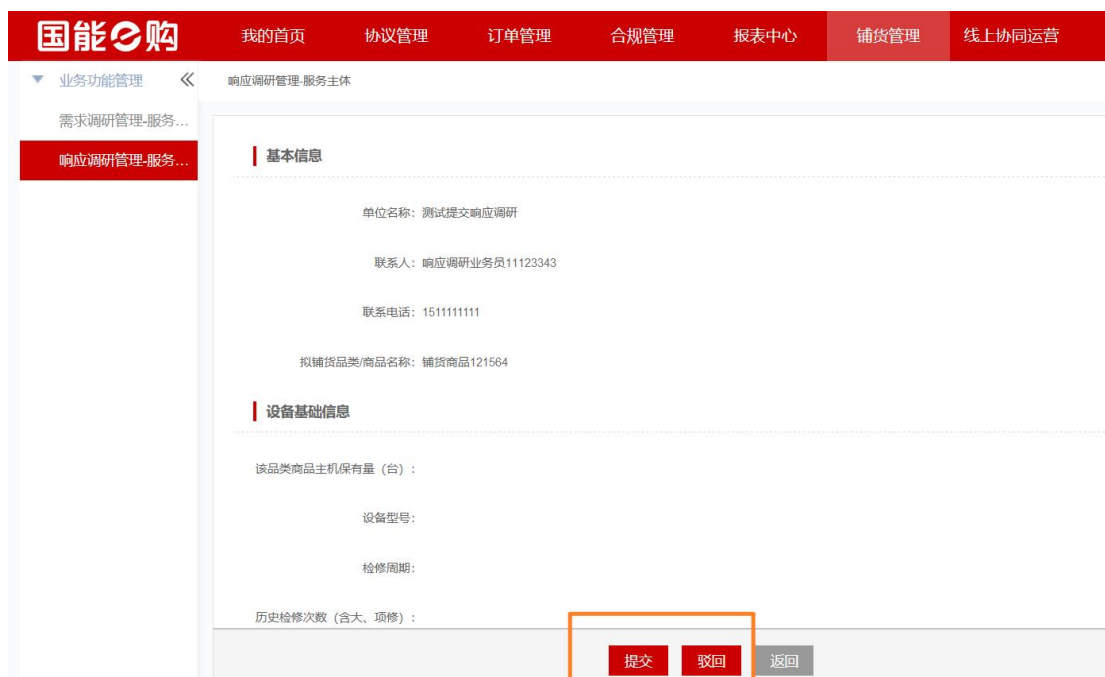 国能e购 我的首页 协议管理 订单管理 合规管理 报表中心 铺货管理 线上协同运营
业务功能管理 响应调研管理-服务主体
需求调研管理-服务...
响应调研管理-服务...
基本信息
单位名称：测试提交响应调研
联系人：响应调研业务员11123343
联系电话：1511111111
拟铺货品类/商品名称：铺货商品121564
设备基础信息
该品类商品主机保有量（台）：
设备型号：
检修周期：
历史检修次数（含大、项修）：
提交 驳回 返回